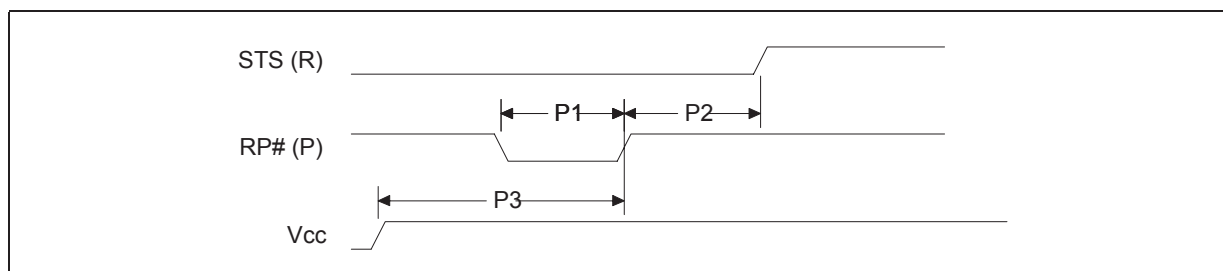 STS (R)
P1
P2
RP# (P)
P3
Vcc